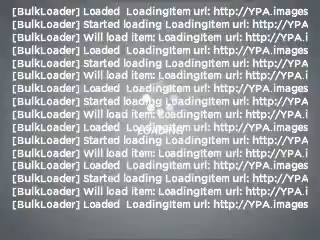 [BulkLoader] Loaded  LoadingItem url: http://YPA.images
[BulkLoader] Started loading LoadingItem url: http://YPA
[BulkLoader] Will load item: LoadingItem url: http://YPA.i
[BulkLoader] Loaded  LoadingItem url: http://YPA.images
[BulkLoader] Started loading LoadingItem url: http://YPA
[BulkLoader] Will load item: LoadingItem url: http://YPA.i
[BulkLoader] Loaded  LoadingItem url: http://YPA.images
[BulkLoader] Started loading LoadingItem url: http://YPA
[BulkLoader] Will load item: LoadingItem url: http://YPA.i
[BulkLoader] Loaded  LoadingItem url: http://YPA.images
LOADING
[BulkLoader] Started loading LoadingItem url: http://YPA
[BulkLoader] Will load item: LoadingItem url: http://YPA.i
[BulkLoader] Loaded  LoadingItem url: http://YPA.images
[BulkLoader] Started loading LoadingItem url: http://YPA
[BulkLoader] Will load item: LoadingItem url: http://YPA.i
[BulkLoader] Loaded  LoadingItem url: http://YPA.images